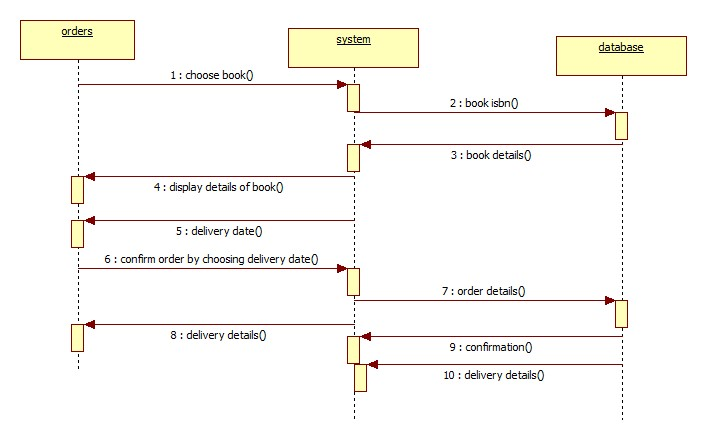 orders
system
database
1 : choose book()
2 : book isbn()
3 : book details()
4 : display details of book()
5 : delivery date()
6 : confirm order by choosing delivery date()
7 : order details()
8 : delivery details()
9 : confirmation()
10 : delivery details()